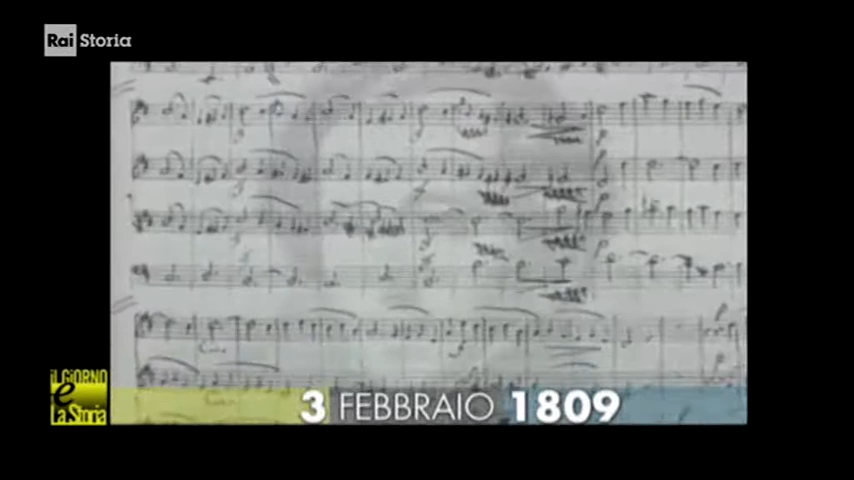 Rai Storia
iL GiORNO
e
La Storia
3 FEBBRAIO 1809